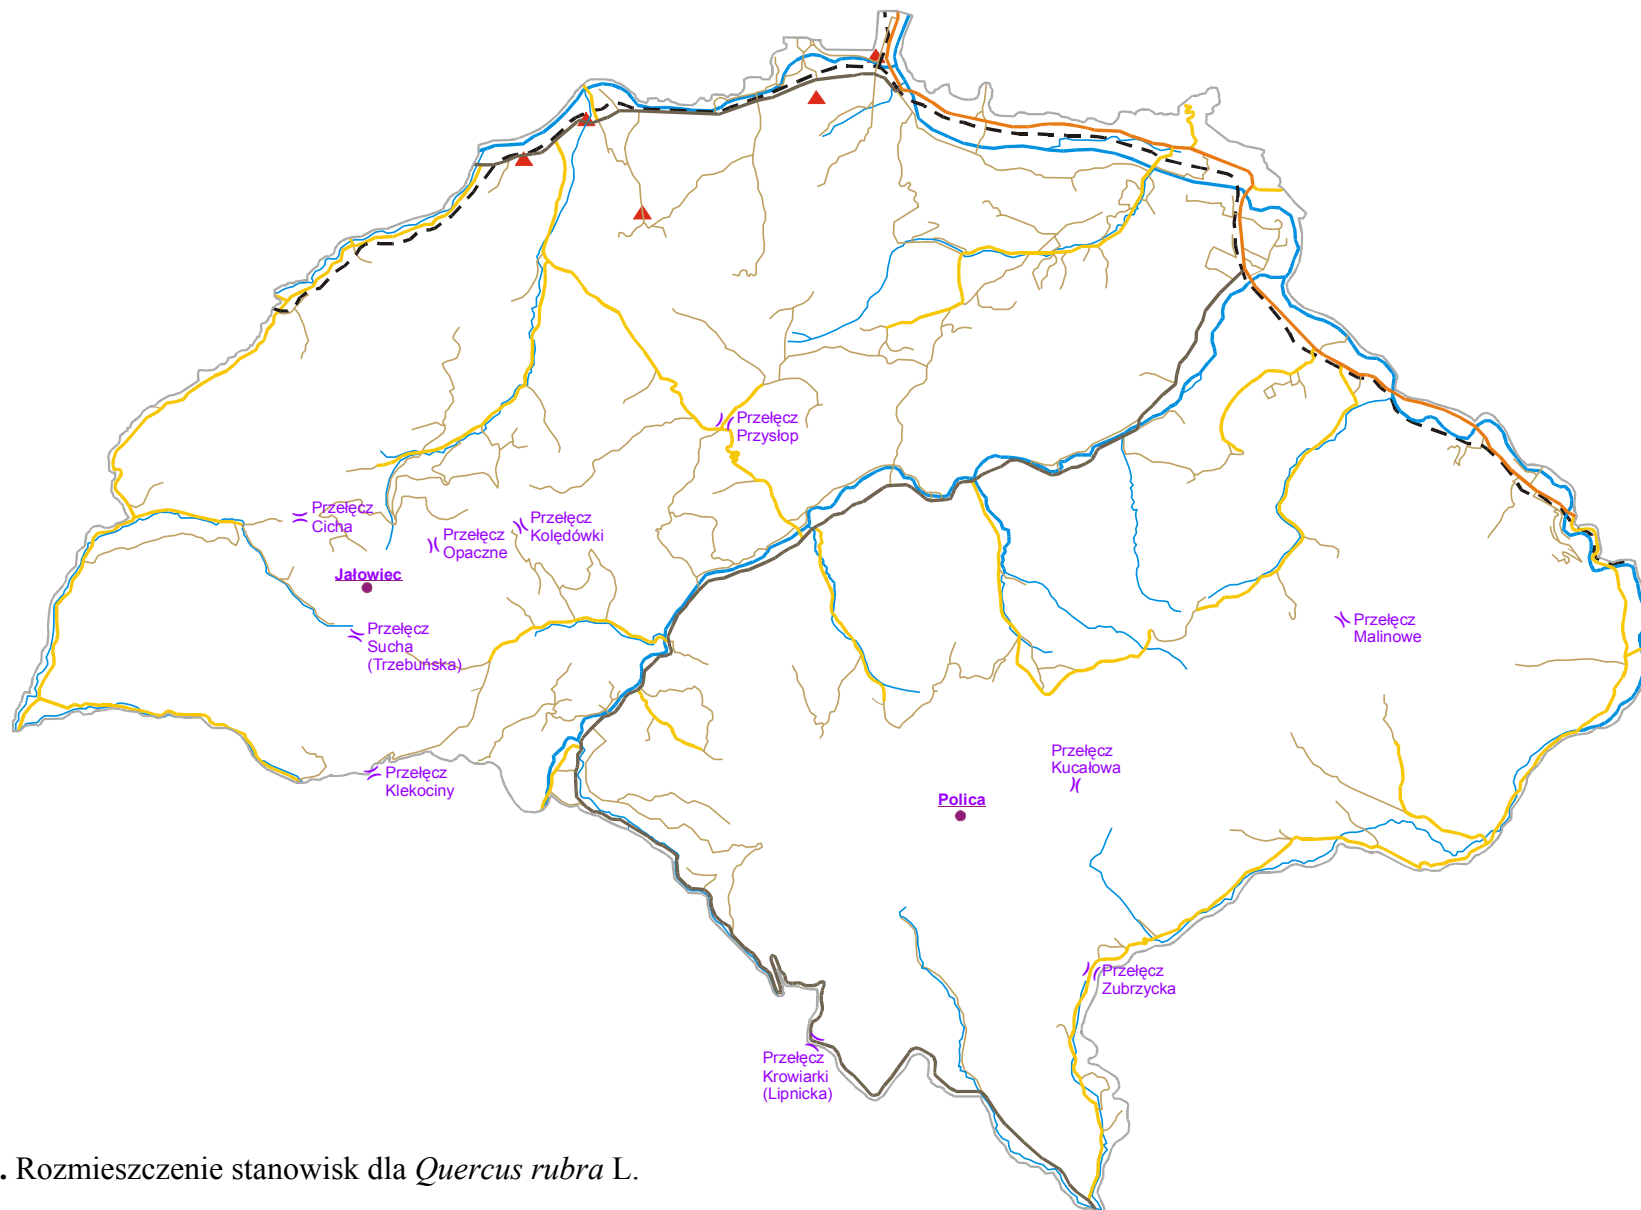 Przełęcz
Przysłop
Przełęcz
Cicha
Przełęcz
Kolędówki
Przełęcz
Opaczne
Jałowiec
Przełęcz
Sucha
(Trzebuńska)
Przełęcz
Malinowe
Przełęcz
Klekociny
Przełęcz
Kucałowa
Polica
Przełęcz
Zubrzycka
Przełęcz
Krowiarki
(Lipnicka)
. Rozmieszczenie stanowisk dla Quercus rubra L.